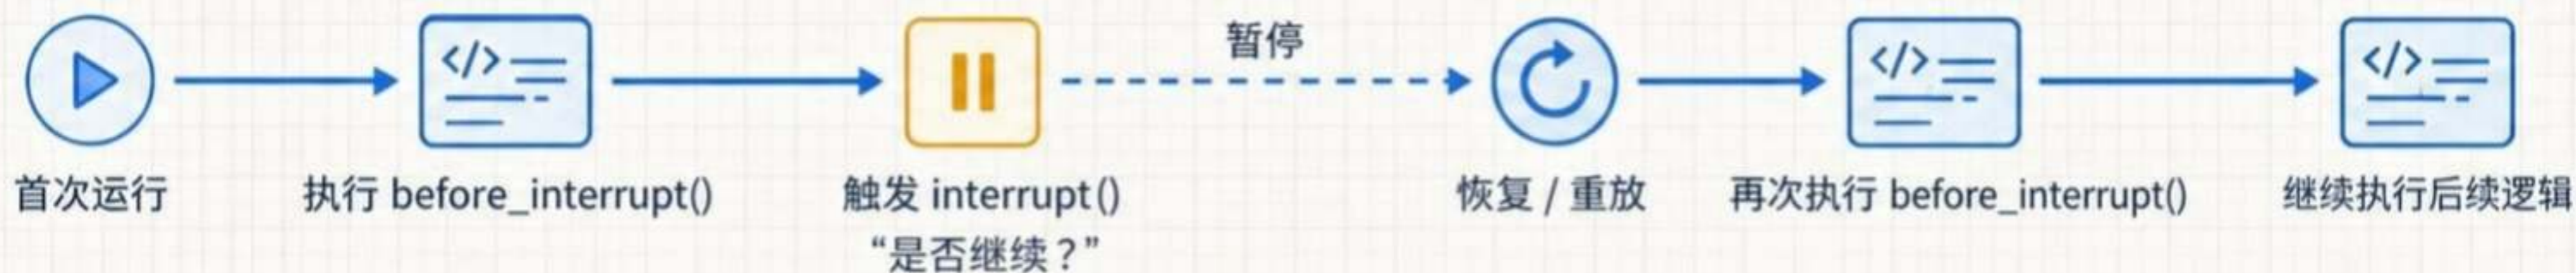 暂停
首次运行
执行 before_interrupt()
触发 interrupt()
“是否继续？”
恢复 / 重放
再次执行 before_interrupt()
继续执行后续逻辑